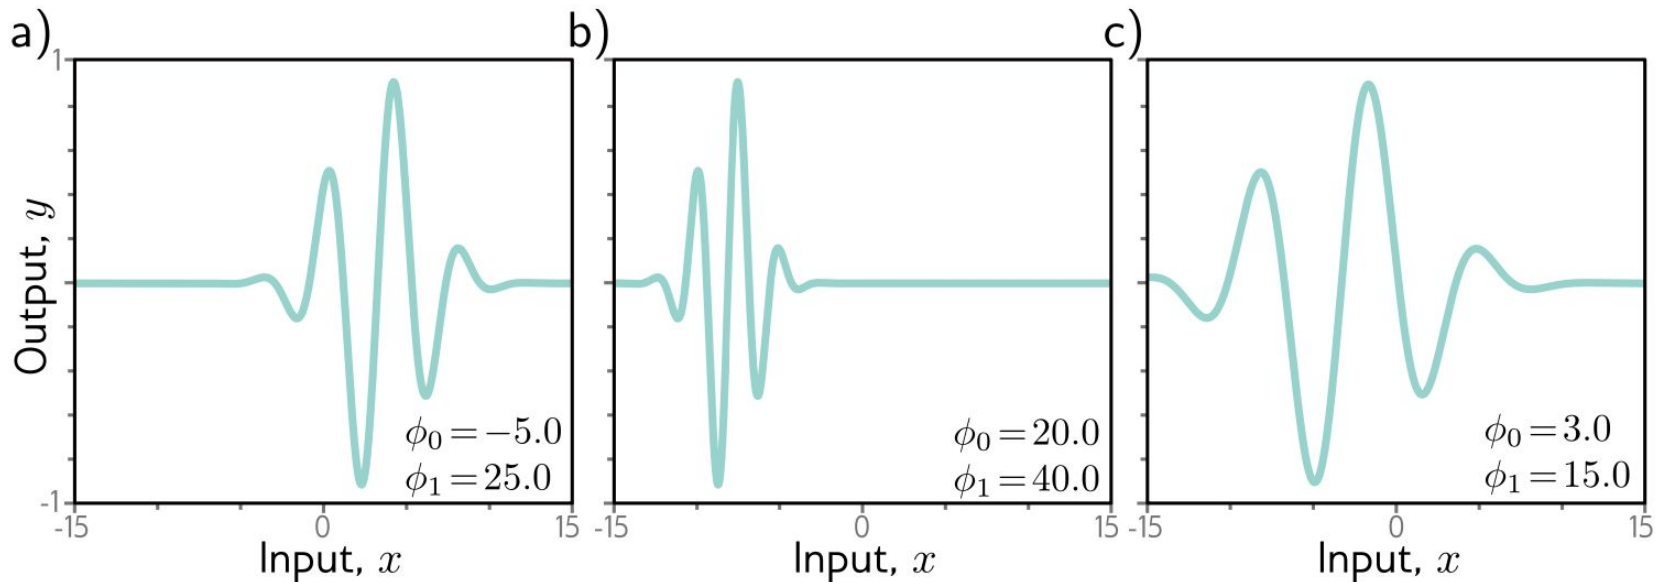 a)
1
-1
-15
0
15
Output, y
Input, x
ϕ₀ = −5.0
ϕ₁ = 25.0
b)
-15
0
15
Input, x
ϕ₀ = 20.0
ϕ₁ = 40.0
c)
-15
0
15
Input, x
ϕ₀ = 3.0
ϕ₁ = 15.0